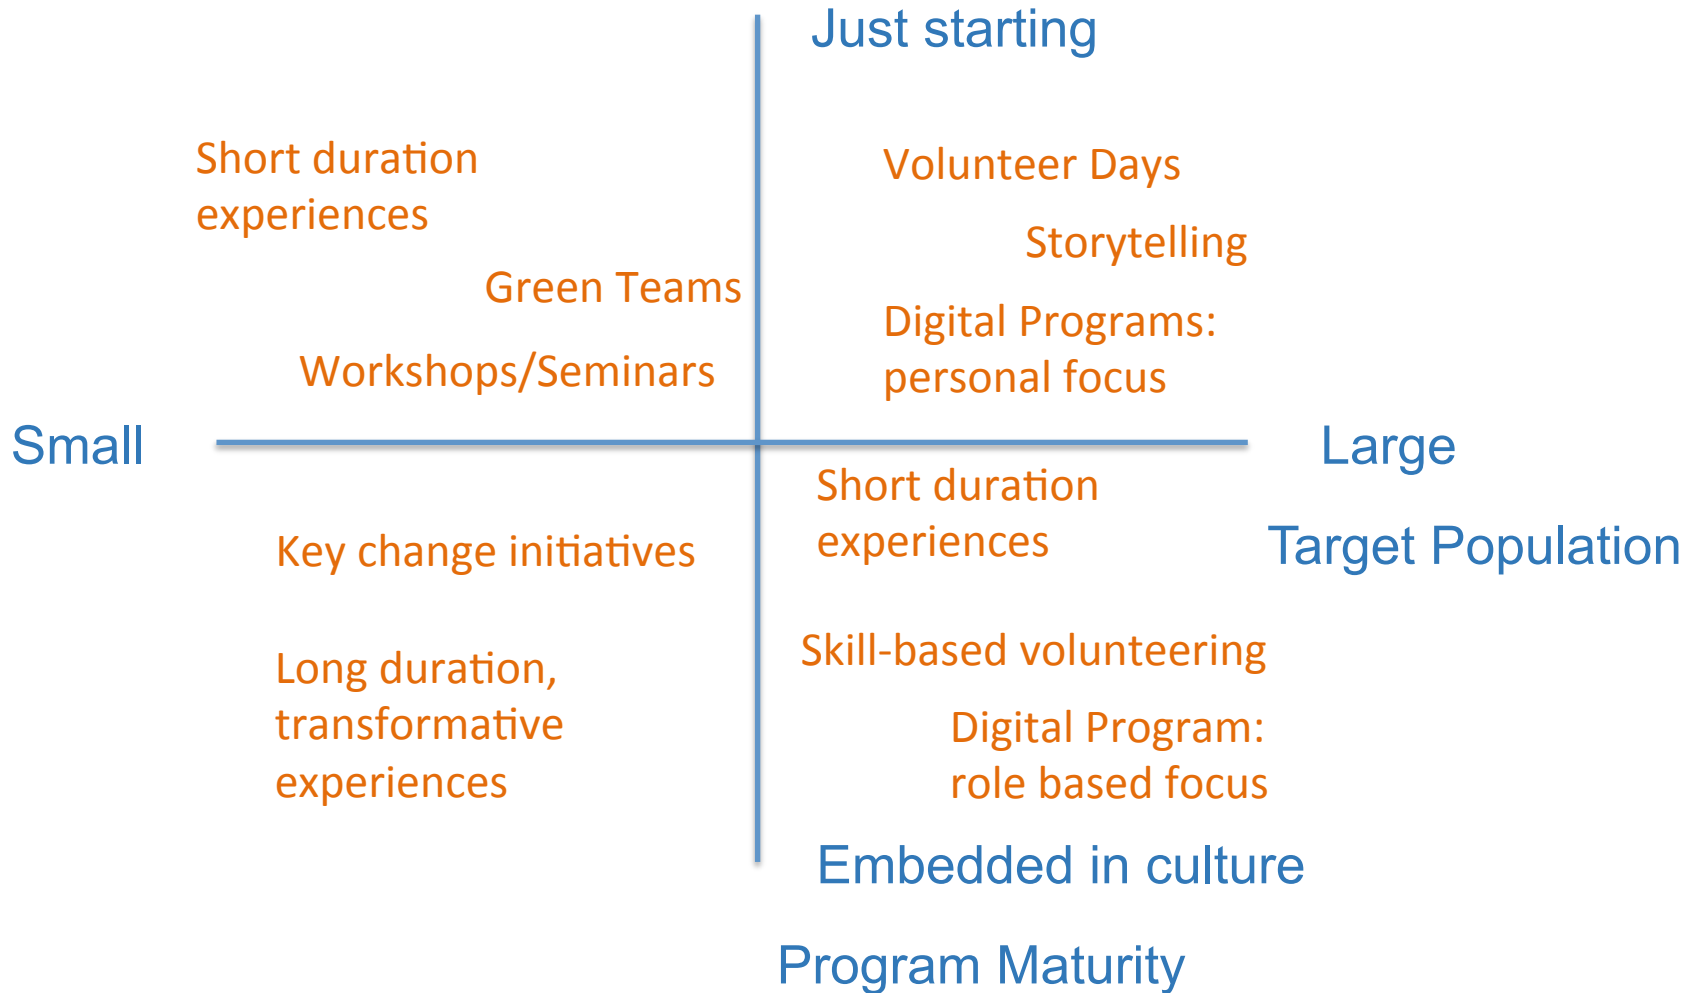 Just starting
Short duration
experiences
Green Teams
Workshops/Seminars
Volunteer Days
Storytelling
Digital Programs:
personal focus
Small
Large
Target Population
Key change initiatives
Long duration,
transformative
experiences
Short duration
experiences
Skill-based volunteering
Digital Program:
role based focus
Embedded in culture
Program Maturity